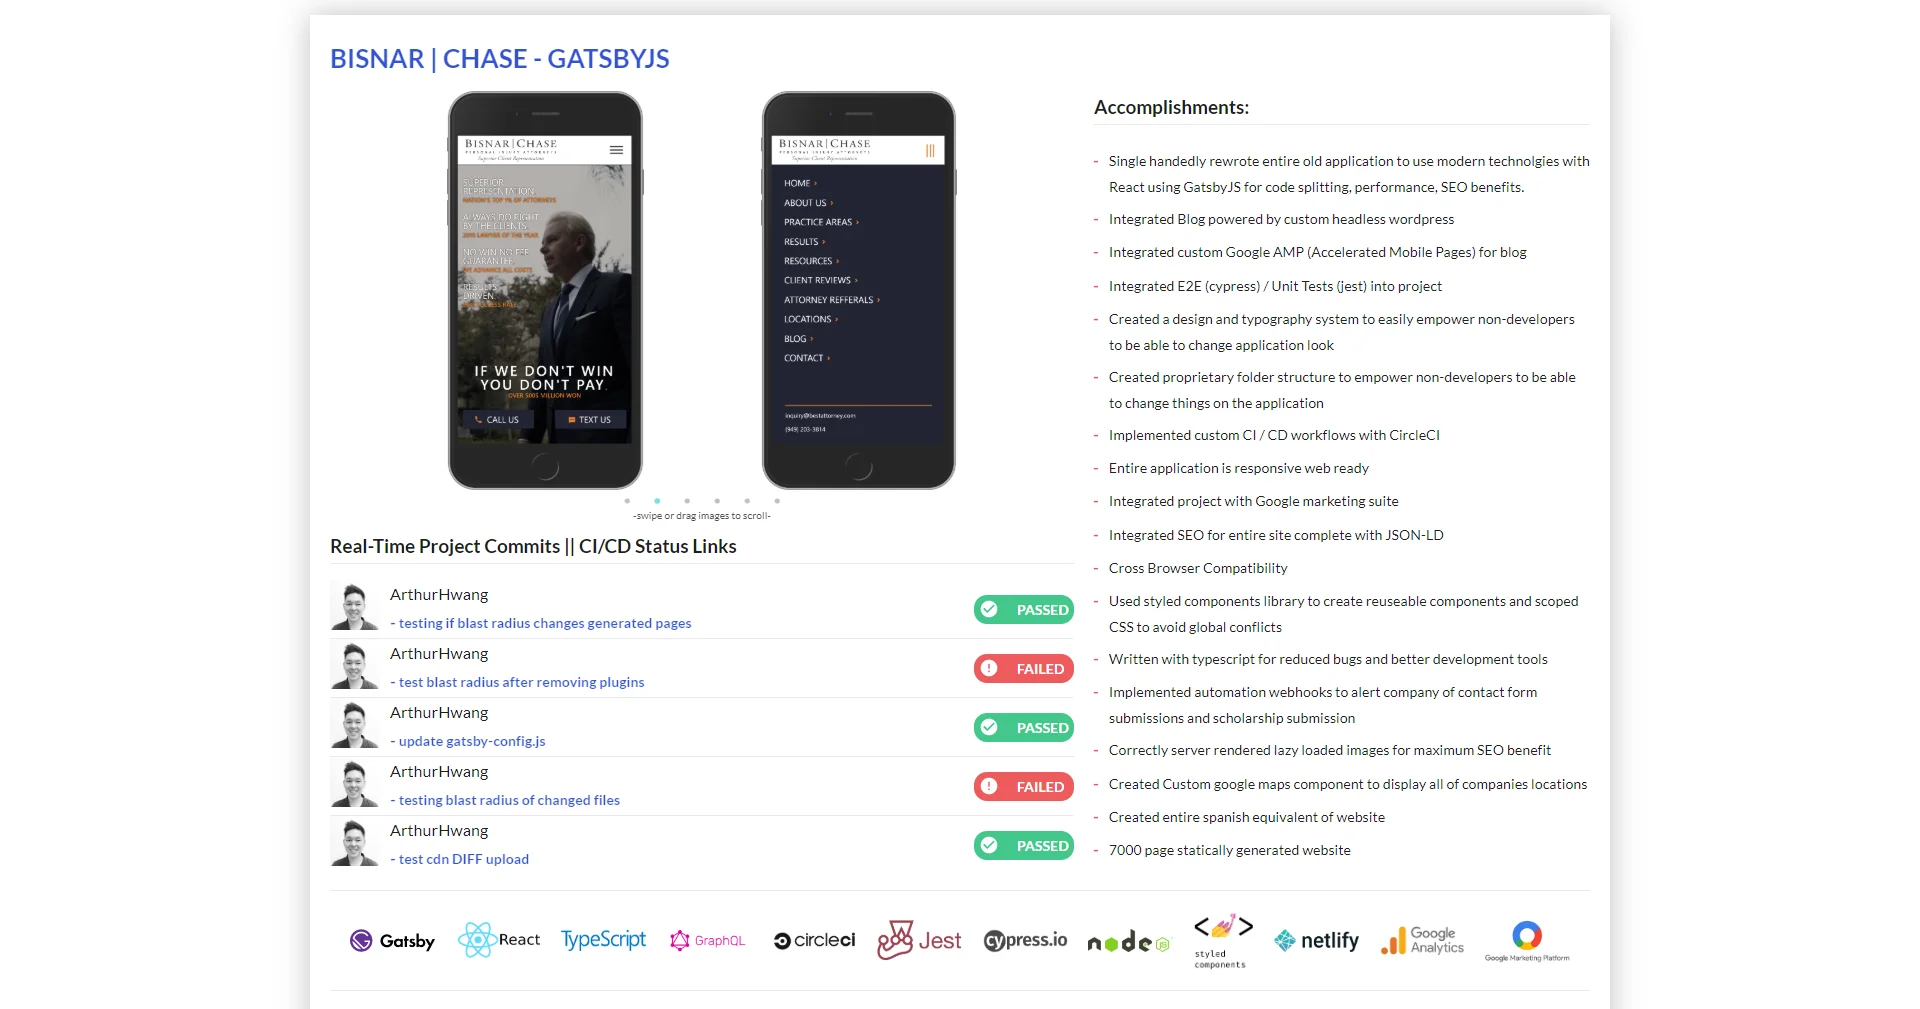 BISNAR | CHASE - GATSBYJS
BISNAR|CHASE
PERSONAL INJURY ATTORNEYS
Superior Client Representation
SUPERIOR
REPRESENTATION.
NATION'S TOP 1% OF ATTORNEYS
ALWAYS DO RIGHT
BY THE CLIENTS.
NO WIN NO FEE
GUARANTEE.
WE ADVANCE ALL COSTS
RESULTS
DRIVEN.
IF WE DON'T WIN
YOU DON'T PAY.
OVER 500$ MILLION WON
CALL US
TEXT US
BISNAR|CHASE
PERSONAL INJURY ATTORNEYS
Superior Client Representation
HOME
ABOUT US
PRACTICE AREAS
RESULTS
RESOURCES
CLIENT REVIEWS
ATTORNEY REFFERALS
LOCATIONS
BLOG
CONTACT
inquiry@bestattorney.com
(949) 203-3814
-swipe or drag images to scroll-
Real-Time Project Commits || CI/CD Status Links
ArthurHwang
- testing if blast radius changes generated pages
PASSED
ArthurHwang
- test blast radius after removing plugins
FAILED
ArthurHwang
- update gatsby-config.js
PASSED
ArthurHwang
- testing blast radius of changed files
FAILED
ArthurHwang
- test cdn DIFF upload
PASSED
Accomplishments:
- Single handedly rewrote entire old application to use modern technolgies with
React using GatsbyJS for code splitting, performance, SEO benefits.
- Integrated Blog powered by custom headless wordpress
- Integrated custom Google AMP (Accelerated Mobile Pages) for blog
- Integrated E2E (cypress) / Unit Tests (jest) into project
- Created a design and typography system to easily empower non-developers
to be able to change application look
- Created proprietary folder structure to empower non-developers to be able
to change things on the application
- Implemented custom CI / CD workflows with CircleCI
- Entire application is responsive web ready
- Integrated project with Google marketing suite
- Integrated SEO for entire site complete with JSON-LD
- Cross Browser Compatibility
- Used styled components library to create reuseable components and scoped
CSS to avoid global conflicts
- Written with typescript for reduced bugs and better development tools
- Implemented automation webhooks to alert company of contact form
submissions and scholarship submission
- Correctly server rendered lazy loaded images for maximum SEO benefit
- Created Custom google maps component to display all of companies locations
- Created entire spanish equivalent of website
- 7000 page statically generated website
Gatsby
React
TypeScript
GraphQL
circleci
Jest
cypress.io
node JS
styled
components
netlify
Google
Analytics
Google Marketing Platform